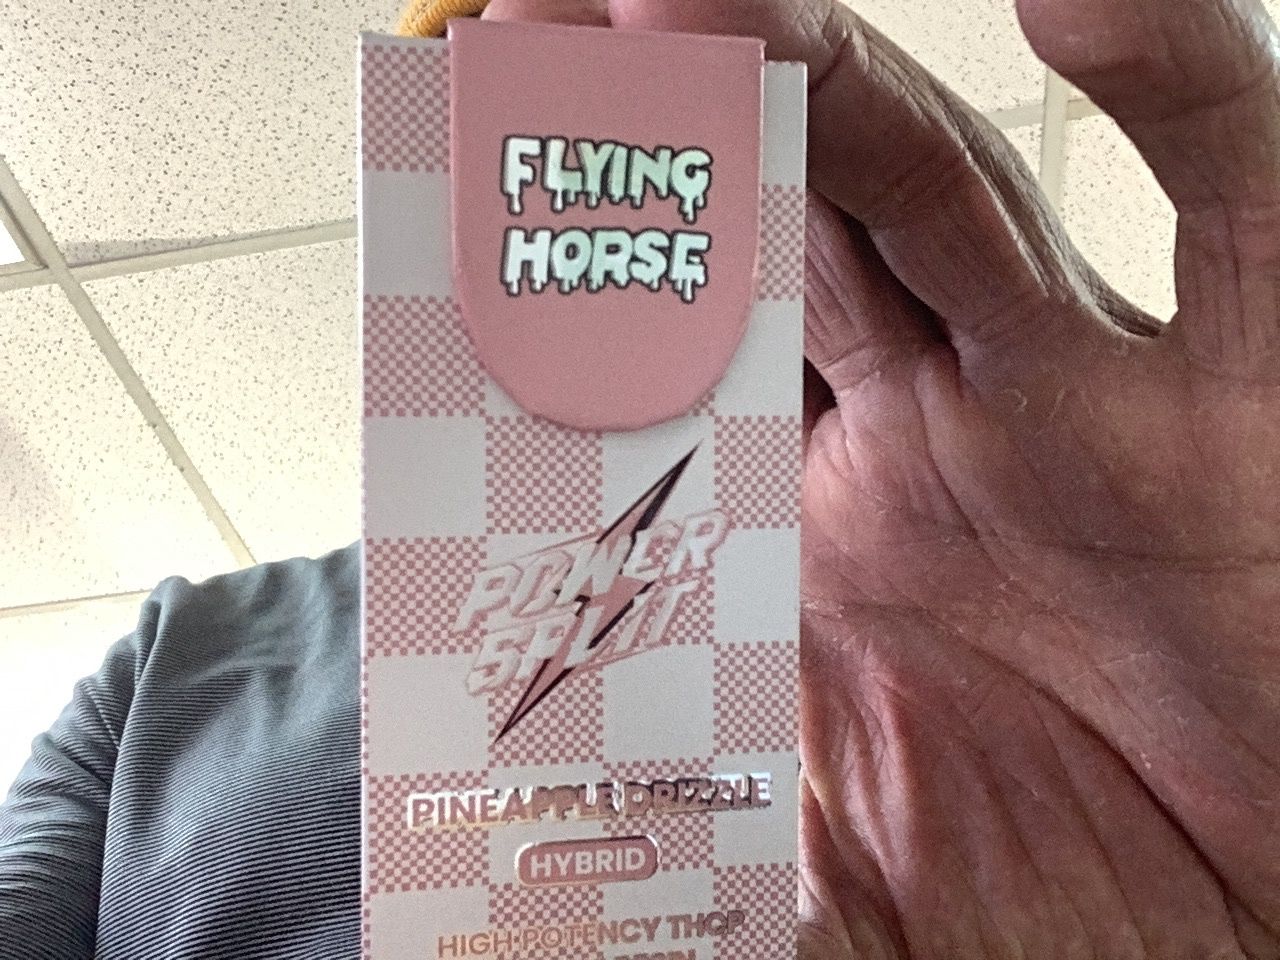 FLYING
HORSE
POWER
SPLIT
PINEAPPLE DRIZZLE
HYBRID
HIGH-POTENCY THCP